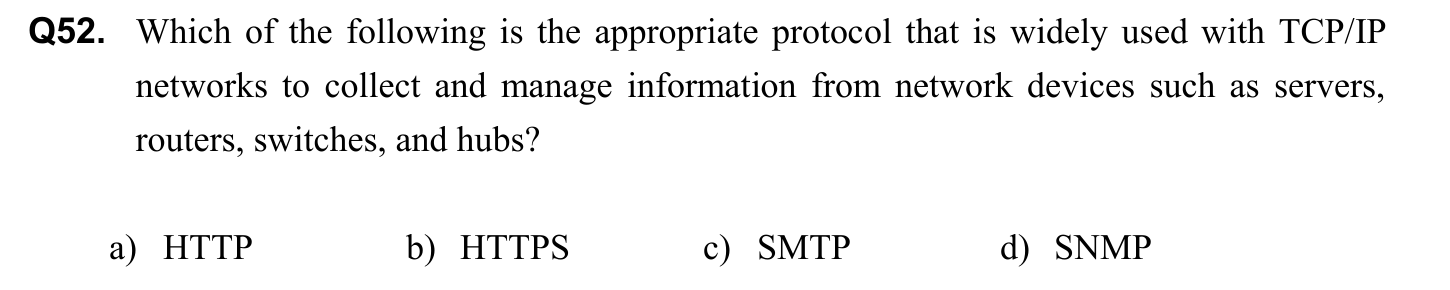 Q52. Which of the following is the appropriate protocol that is widely used with TCP/IP
networks to collect and manage information from network devices such as servers,
routers, switches, and hubs?
a) HTTP b) HTTPS c) SMTP d) SNMP